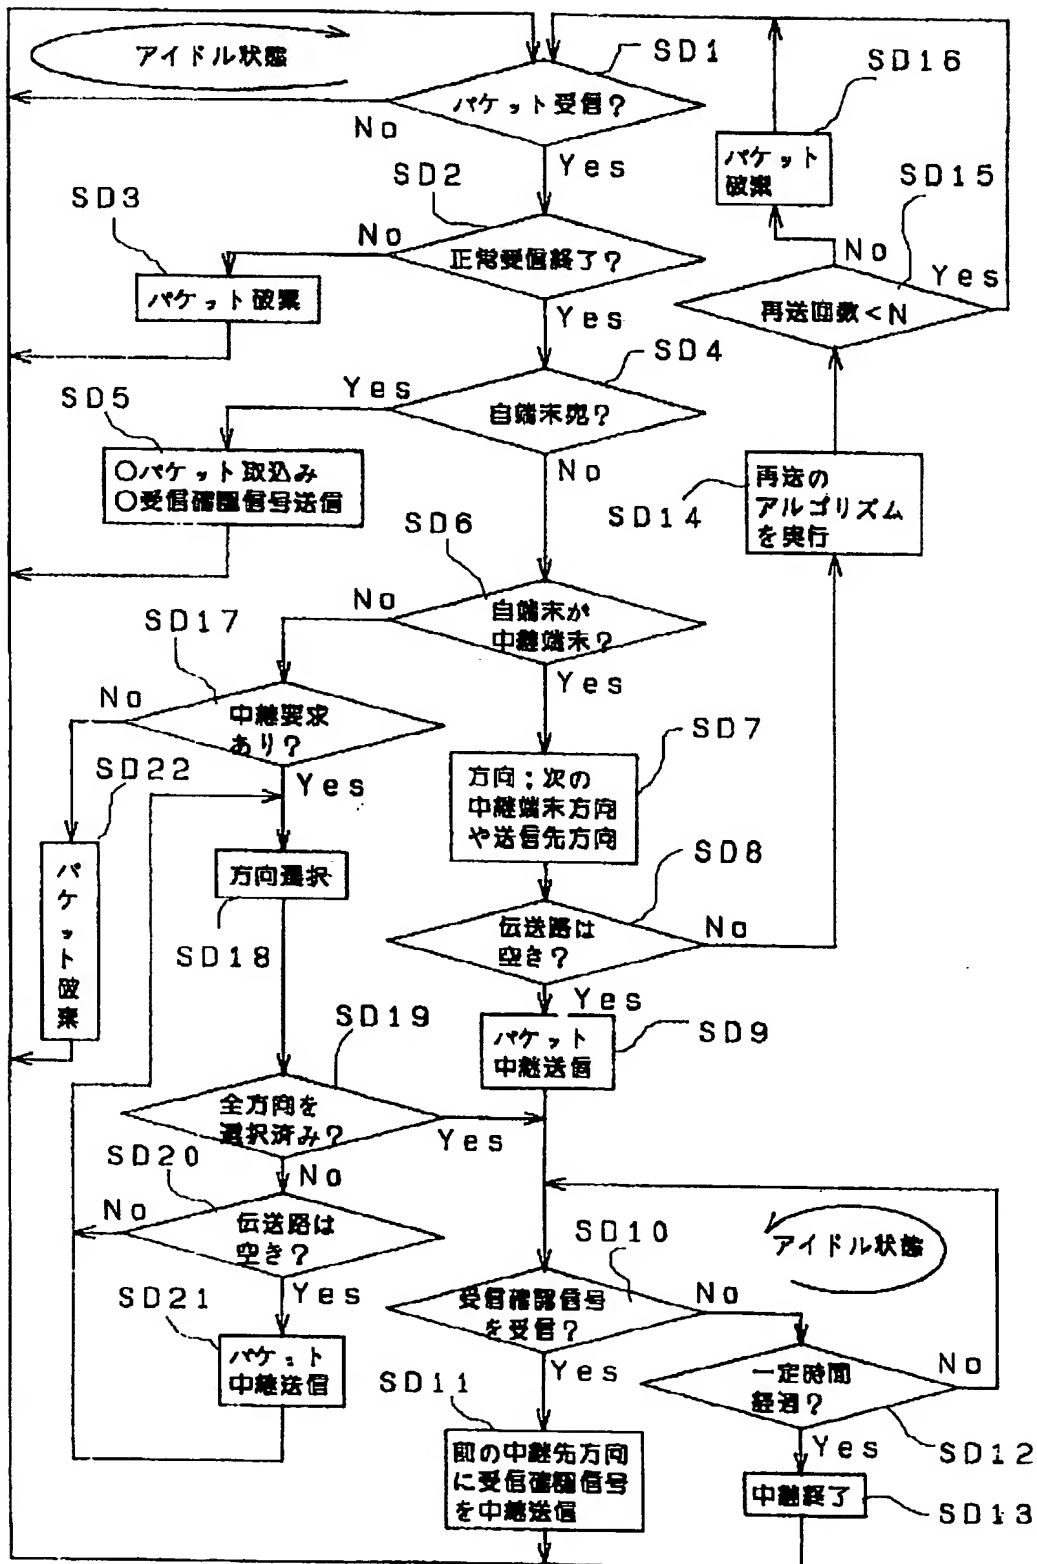 アイドル状態
SD1
パケット受信？
No
Yes
SD16
パケット
破棄
SD15
SD2
SD3
No
正常受信終了？
パケット破棄
Yes
No
Yes
再送回数＜N
SD4
Yes
SD5
自端末宛？
○パケット取込み
○受信確認信号送信
No
再送の
アルゴリズム
を実行
SD14
SD6
No
自端末が
中継端末？
SD17
No
中継要求
あり？
Yes
SD7
SD22
Yes
方向；次の
中継端末方向
や送信先方向
パケット破棄
方向選択
SD8
伝送路は
空き？
No
SD18
Yes
SD19
パケット
中継送信
SD9
全方向を
選択済み？
Yes
SD20
No
No
伝送路は
空き？
SD10
アイドル状態
SD21
Yes
受信確認信号
を受信？
No
パケット
中継送信
SD11
Yes
一定時間
経過？
No
前の中継先方向
に受信確認信号
を中継送信
Yes
SD12
中継終了
SD13